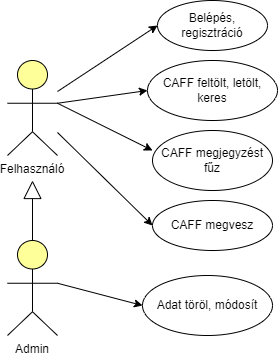 Belépés,
regisztráció
CAFF feltölt, letölt,
keres
CAFF megjegyzést
fűz
Felhasználó
CAFF megvesz
Adat töröl, módosít
Admin